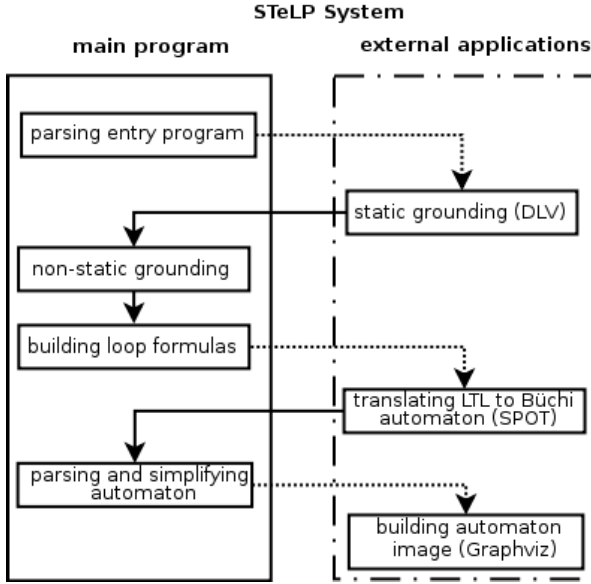 STeLP System
main program
external applications
parsing entry program
static grounding (DLV)
non-static grounding
building loop formulas
translating LTL to Büchi
automaton (SPOT)
parsing and simplifying
automaton
building automaton
image (Graphviz)